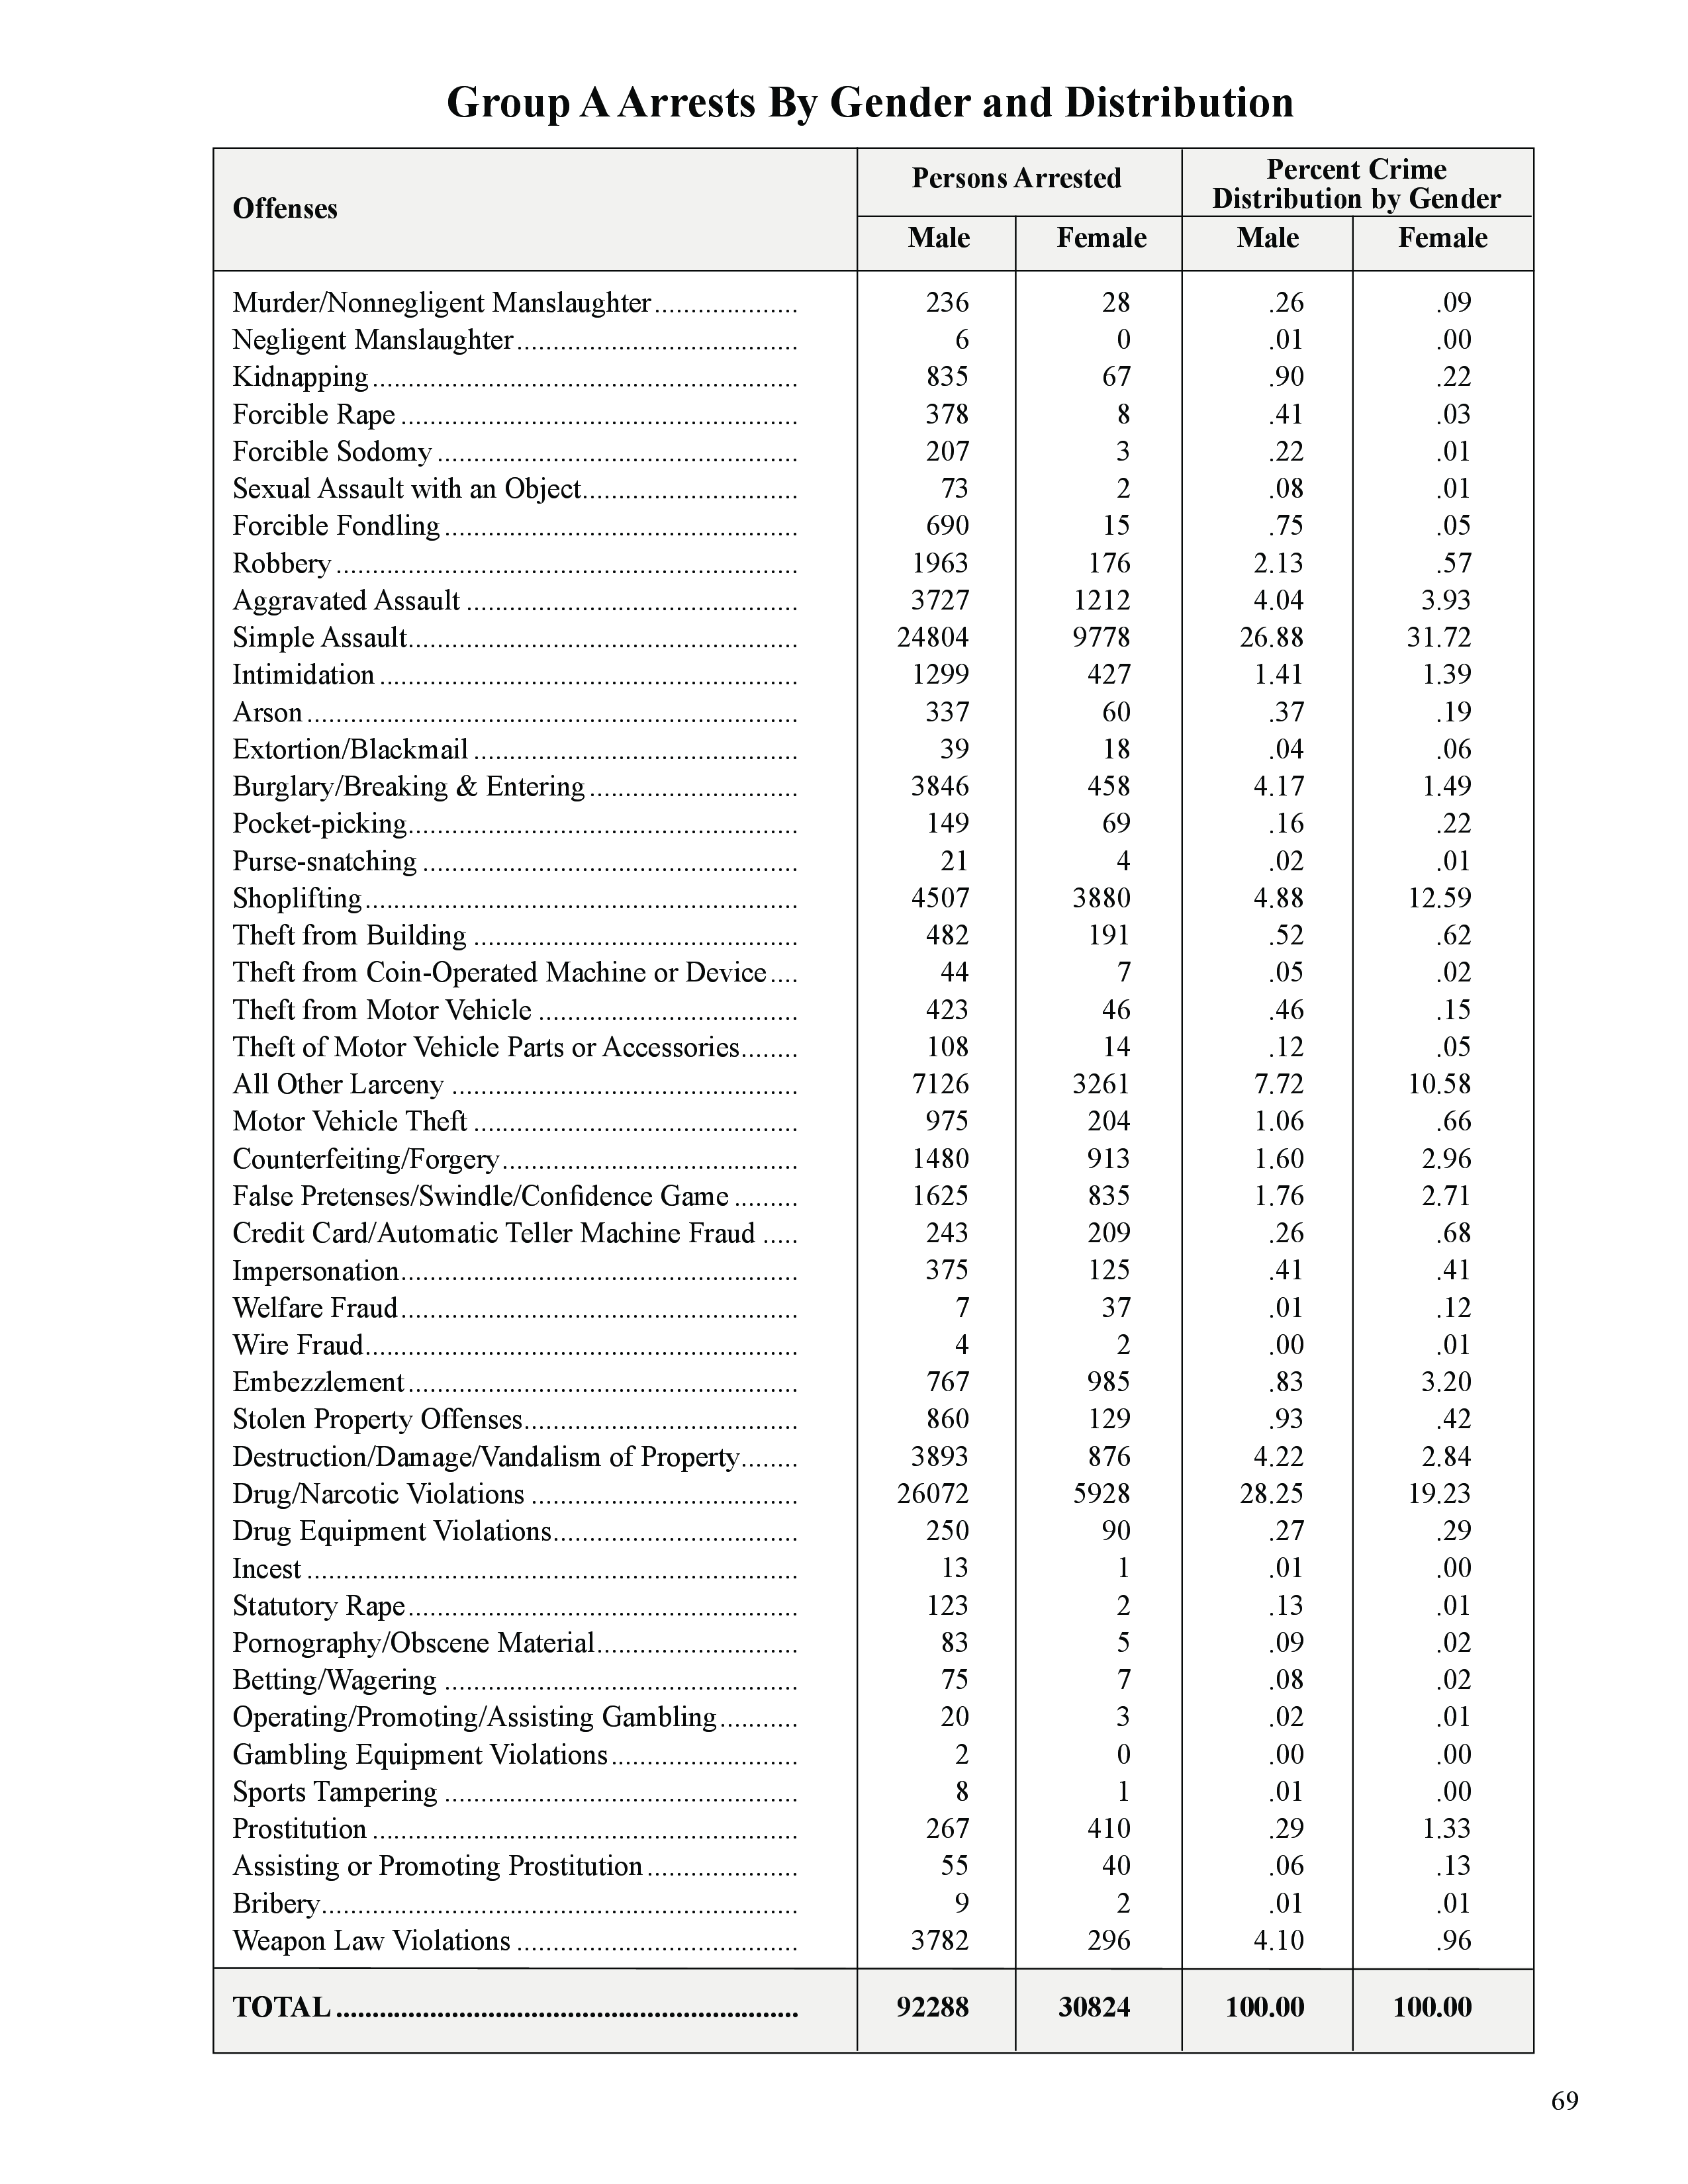 Group A Arrests By Gender and Distribution
Offenses Persons Arrested Percent Crime
Distribution by Gender
Male Female Male Female
Murder/Nonnegligent Manslaughter .................... 236 28 .26 .09
Negligent Manslaughter ....................................... 6 0 .01 .00
Kidnapping ........................................................... 835 67 .90 .22
Forcible Rape ....................................................... 378 8 .41 .03
Forcible Sodomy .................................................. 207 3 .22 .01
Sexual Assault with an Object.............................. 73 2 .08 .01
Forcible Fondling ................................................. 690 15 .75 .05
Robbery ................................................................ 1963 176 2.13 .57
Aggravated Assault .............................................. 3727 1212 4.04 3.93
Simple Assault...................................................... 24804 9778 26.88 31.72
Intimidation .......................................................... 1299 427 1.41 1.39
Arson .................................................................... 337 60 .37 .19
Extortion/Blackmail ............................................. 39 18 .04 .06
Burglary/Breaking & Entering ............................. 3846 458 4.17 1.49
Pocket-picking...................................................... 149 69 .16 .22
Purse-snatching .................................................... 21 4 .02 .01
Shoplifting ............................................................ 4507 3880 4.88 12.59
Theft from Building ............................................. 482 191 .52 .62
Theft from Coin-Operated Machine or Device .... 44 7 .05 .02
Theft from Motor Vehicle .................................... 423 46 .46 .15
Theft of Motor Vehicle Parts or Accessories........ 108 14 .12 .05
All Other Larceny ................................................ 7126 3261 7.72 10.58
Motor Vehicle Theft ............................................. 975 204 1.06 .66
Counterfeiting/Forgery ......................................... 1480 913 1.60 2.96
False Pretenses/Swindle/Confidence Game ......... 1625 835 1.76 2.71
Credit Card/Automatic Teller Machine Fraud ..... 243 209 .26 .68
Impersonation....................................................... 375 125 .41 .41
Welfare Fraud ....................................................... 7 37 .01 .12
Wire Fraud............................................................ 4 2 .00 .01
Embezzlement ...................................................... 767 985 .83 3.20
Stolen Property Offenses...................................... 860 129 .93 .42
Destruction/Damage/Vandalism of Property........ 3893 876 4.22 2.84
Drug/Narcotic Violations ..................................... 26072 5928 28.25 19.23
Drug Equipment Violations.................................. 250 90 .27 .29
Incest .................................................................... 13 1 .01 .00
Statutory Rape ...................................................... 123 2 .13 .01
Pornography/Obscene Material............................ 83 5 .09 .02
Betting/Wagering ................................................. 75 7 .08 .02
Operating/Promoting/Assisting Gambling ........... 20 3 .02 .01
Gambling Equipment Violations .......................... 2 0 .00 .00
Sports Tampering ................................................. 8 1 .01 .00
Prostitution ........................................................... 267 410 .29 1.33
Assisting or Promoting Prostitution ..................... 55 40 .06 .13
Bribery.................................................................. 9 2 .01 .01
Weapon Law Violations ....................................... 3782 296 4.10 .96
TOTAL ................................................................ 92288 30824 100.00 100.00
69